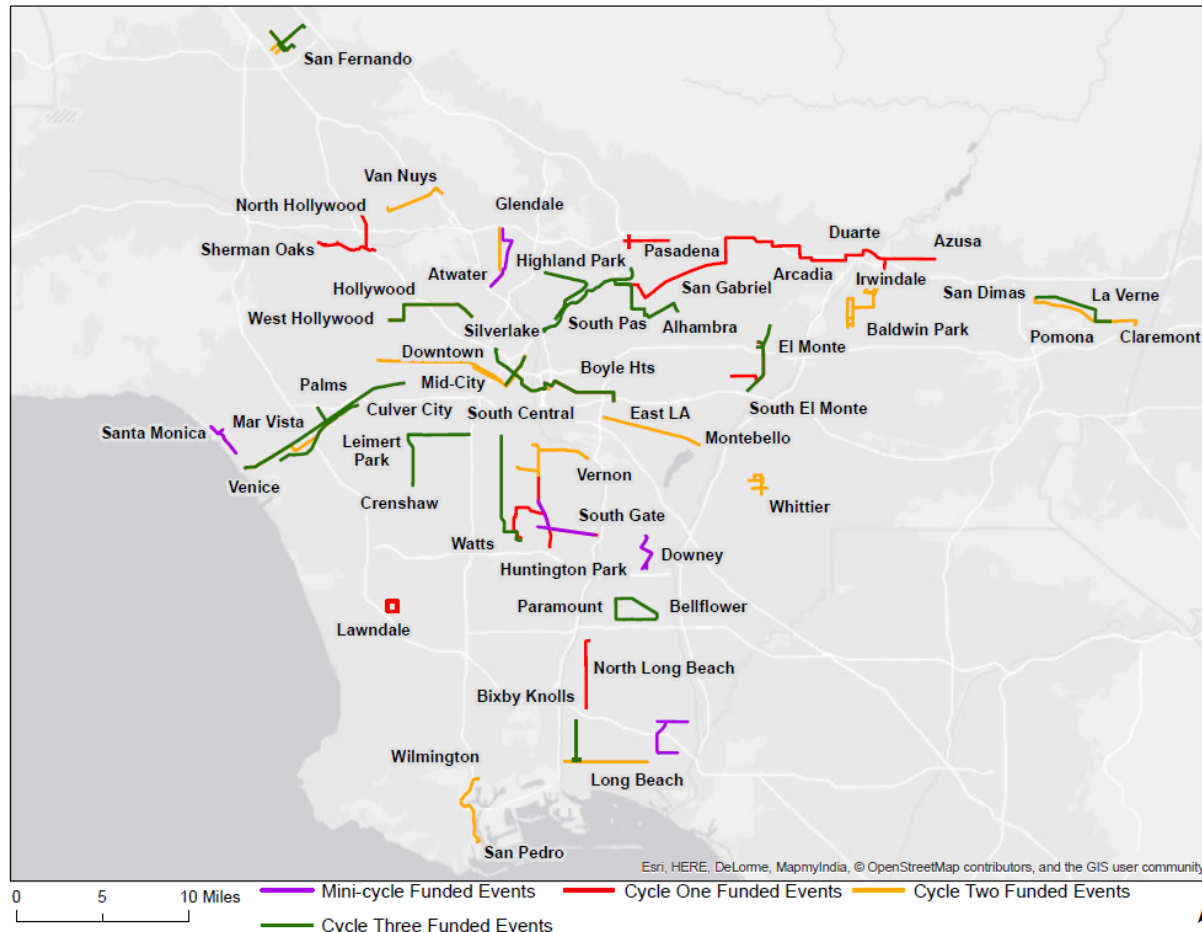 San Fernando
Van Nuys
North Hollywood
Glendale
Sherman Oaks
Pasadena
Duarte
Azusa
Atwater
Highland Park
Arcadia
Irwindale
Hollywood
San Gabriel
San Dimas
La Verne
West Hollywood
Silverlake
South Pas
Alhambra
Baldwin Park
Pomona
Claremont
Downtown
El Monte
Boyle Hts
Palms
Mid-City
Mar Vista
Culver City
South Central
East LA
South El Monte
Santa Monica
Leimert
Park
Montebello
Venice
Vernon
Crenshaw
Whittier
South Gate
Watts
Downey
Huntington Park
Paramount
Bellflower
Lawndale
North Long Beach
Bixby Knolls
Wilmington
Long Beach
San Pedro
Esri, HERE, DeLorme, MapmyIndia, © OpenStreetMap contributors, and the GIS user community
0 5 10 Miles
Mini-cycle Funded Events
Cycle One Funded Events
Cycle Two Funded Events
Cycle Three Funded Events